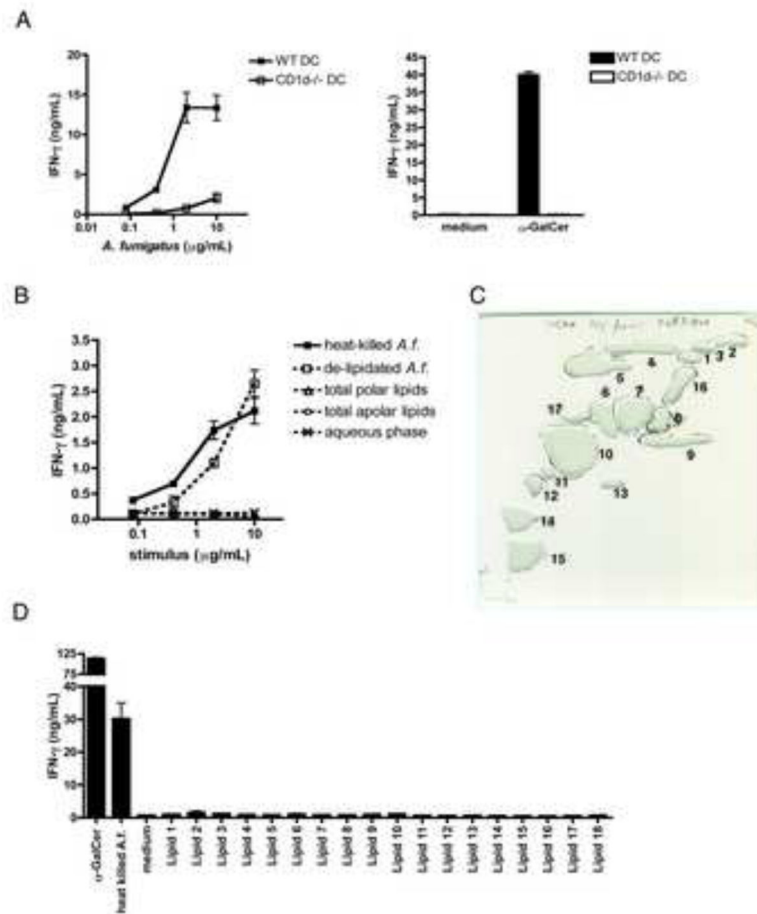 A
WT DC
CD1d-/- DC
IFN-γ (ng/mL)
20
15
10
5
0
0.01 0.1 1 10 100
A. fumigatus (µg/mL)
WT DC
CD1d-/- DC
IFN-γ (ng/mL)
45
40
35
30
25
20
15
10
5
0
medium α-GalCer
B
heat-killed A.f.
de-lipidated A.f.
total polar lipids
total apolar lipids
aqueous phase
IFN-γ (ng/mL)
3.5
3.0
2.5
2.0
1.5
1.0
0.5
0.0
0.1 1 10
stimulus (µg/mL)
C
4 1 3 2
5 16
6 7
17 8
10 9
11
12 13
14
15
D
IFN-γ (ng/mL)
125
75
40
30
20
10
0
α-GalCer
heat killed A.f.
medium
Lipid 1
Lipid 2
Lipid 3
Lipid 4
Lipid 5
Lipid 6
Lipid 7
Lipid 8
Lipid 9
Lipid 10
Lipid 11
Lipid 12
Lipid 13
Lipid 14
Lipid 15
Lipid 16
Lipid 17
Lipid 18